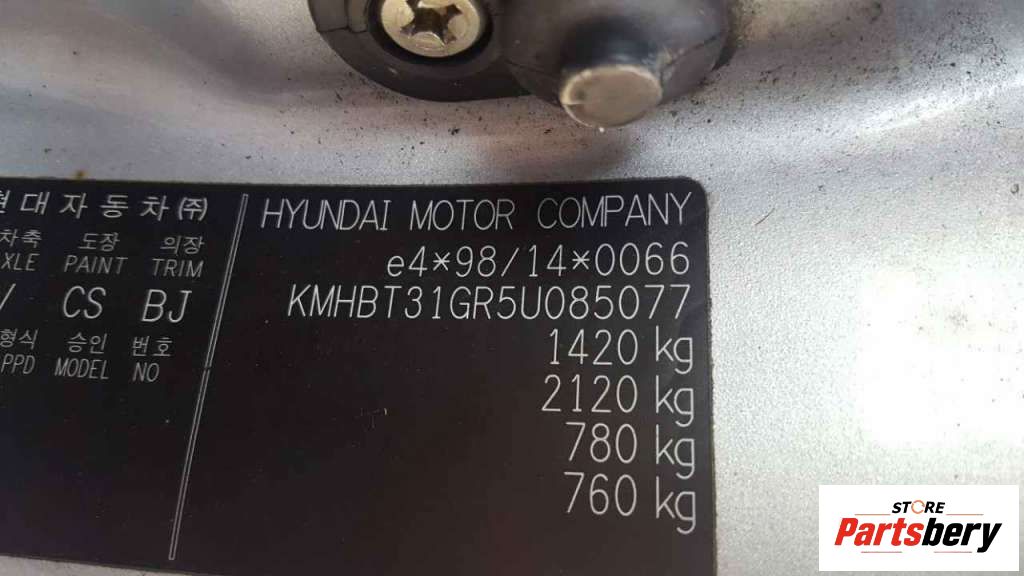 현대자동차㈜
차축 도장 의장
PAINT TRIM
CS BJ
형식 승인 번호
PPD MODEL NO
HYUNDAI MOTOR COMPANY
e4*98/14*0066
KMHBT31GR5U085077
1420 kg
2120 kg
780 kg
760 kg
STORE
Partsbery